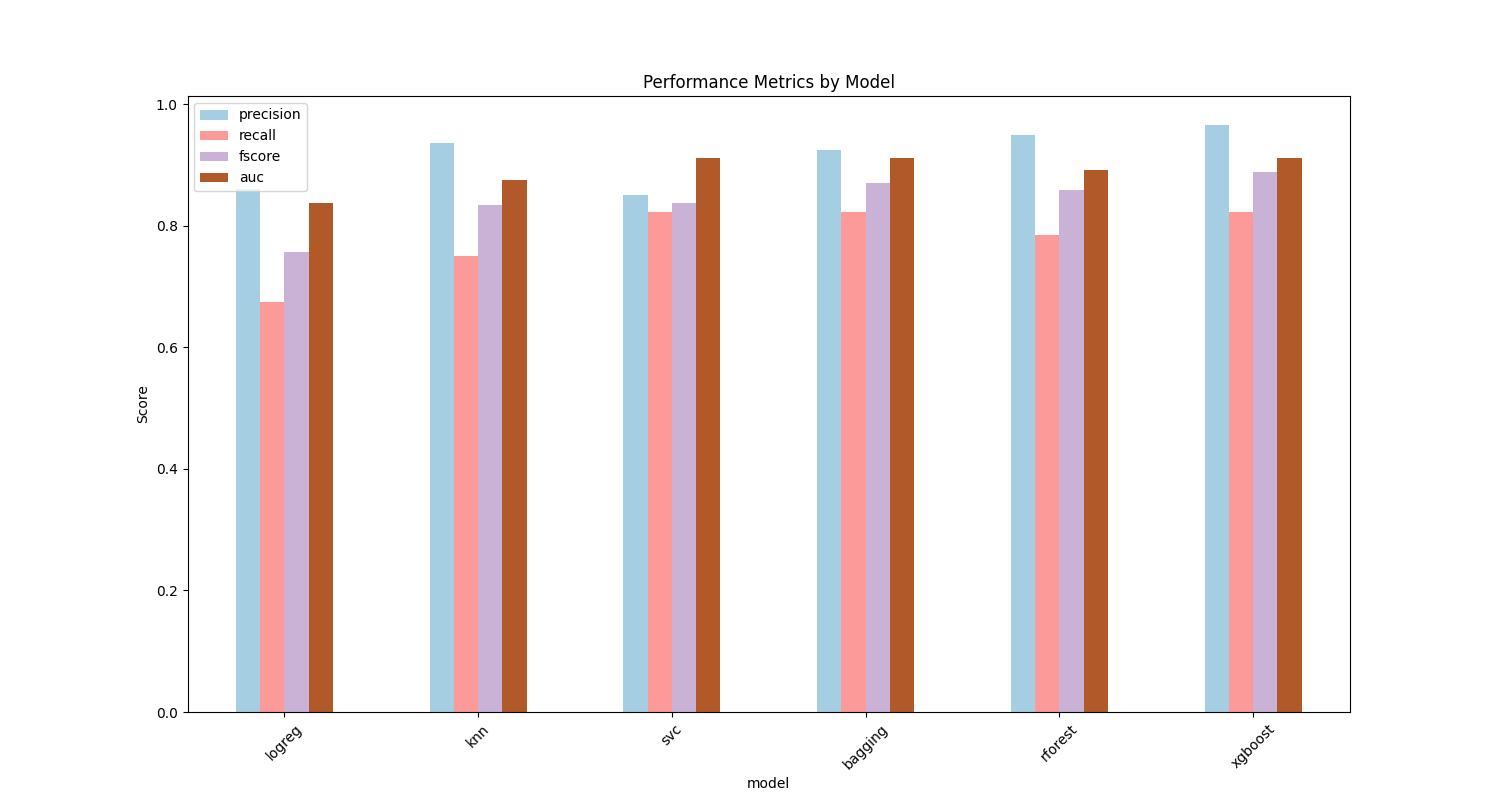 Performance Metrics by Model
1.0
0.8
0.6
0.4
0.2
0.0
Score
precision
recall
fscore
auc
logreg
knn
svc
bagging
rforest
xgboost
model